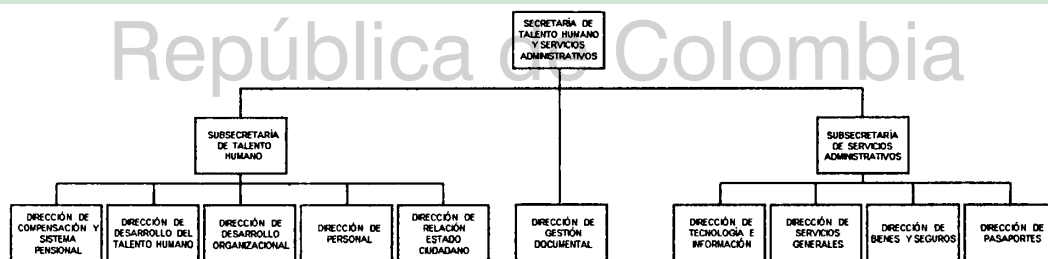 República de Colombia
SECRETARÍA DE
TALENTO HUMANO
Y SERVICIOS
ADMINISTRATIVOS
SUBSECRETARÍA
DE TALENTO
HUMANO
SUBSECRETARÍA
DE SERVICIOS
ADMINISTRATIVOS
DIRECCIÓN DE
COMPENSACIÓN Y
SISTEMA
PENSIONAL
DIRECCIÓN DE
DESARROLLO DEL
TALENTO HUMANO
DIRECCIÓN DE
DESARROLLO
ORGANIZACIONAL
DIRECCIÓN DE
PERSONAL
DIRECCIÓN DE
RELACIÓN
ESTADO
CIUDADANO
DIRECCIÓN DE
GESTIÓN
DOCUMENTAL
DIRECCIÓN DE
TECNOLOGÍA E
INFORMACIÓN
DIRECCIÓN DE
SERVICIOS
GENERALES
DIRECCIÓN DE
BIENES Y SEGUROS
DIRECCIÓN DE
PASAPORTES